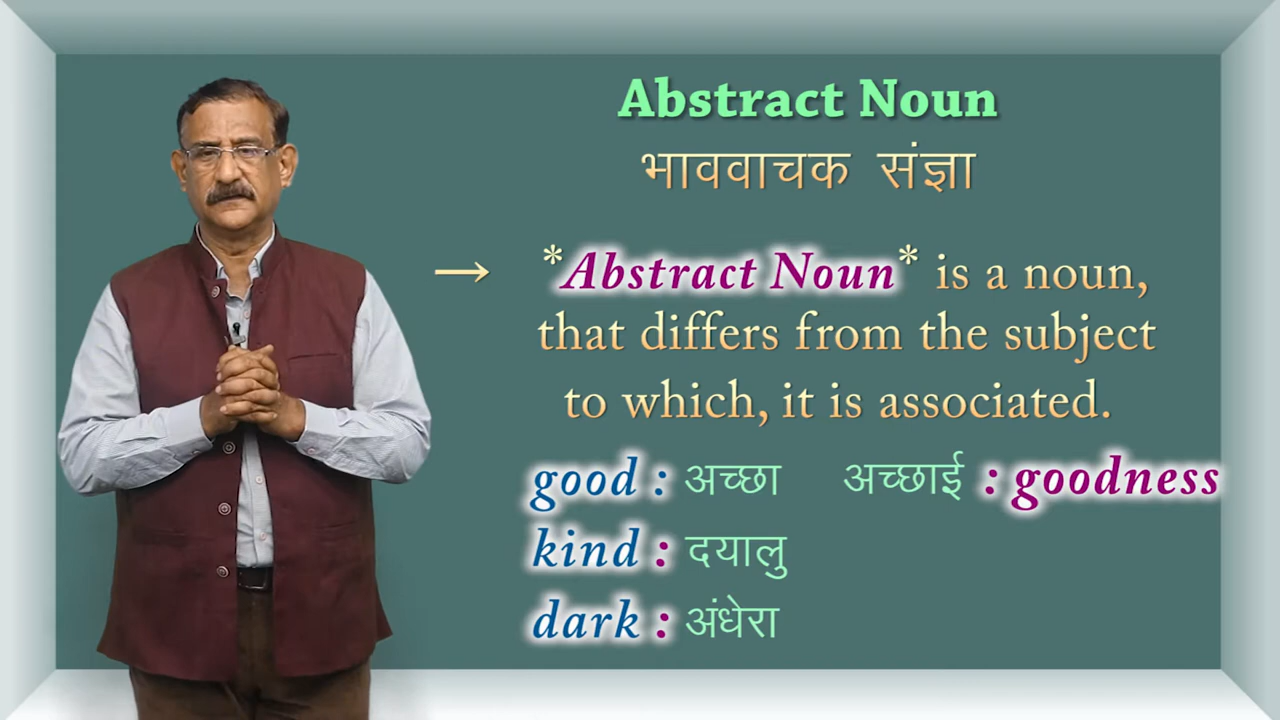 Abstract Noun
भाववाचक संज्ञा
→ *Abstract Noun* is a noun,
that differs from the subject
to which, it is associated.
good : अच्छा अच्छाई : goodness
kind : दयालु
dark : अंधेरा